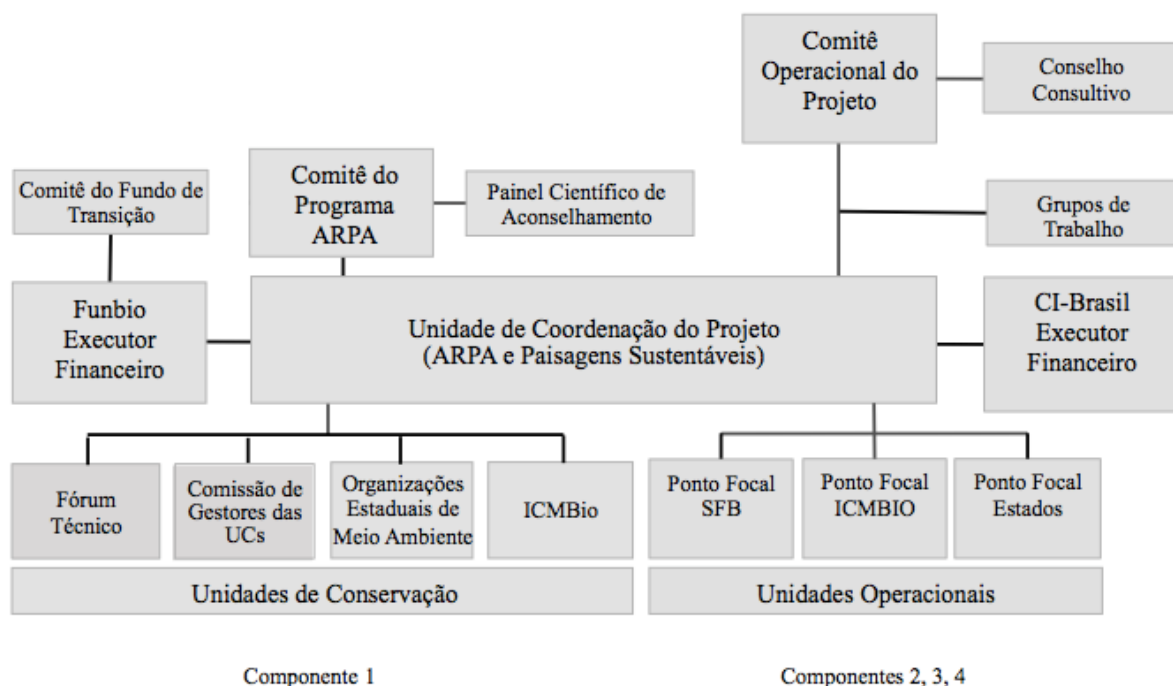 Comitê
Operacional do
Projeto
Conselho
Consultivo
Comitê do Fundo de
Transição
Comitê do
Programa
ARPA
Painel Científico de
Aconselhamento
Grupos de
Trabalho
Funbio
Executor
Financeiro
Unidade de Coordenação do Projeto
(ARPA e Paisagens Sustentáveis)
CI-Brasil
Executor
Financeiro
Fórum
Técnico
Comissão de
Gestores das
UCs
Organizações
Estaduais de
Meio Ambiente
ICMBio
Ponto Focal
SFB
Ponto Focal
ICMBIO
Ponto Focal
Estados
Unidades de Conservação
Unidades Operacionais
Componente 1
Componentes 2, 3, 4